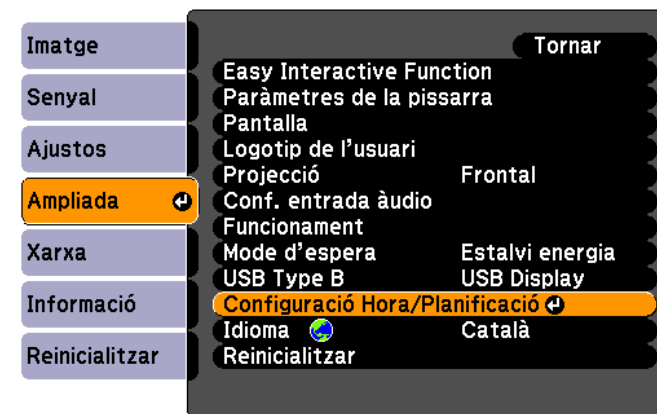 Imatge
Senyal
Ajustos
Ampliada
Xarxa
Informació
Reinicialitzar
Tornar
Easy Interactive Function
Paràmetres de la pissarra
Pantalla
Logotip de l'usuari
Projecció Frontal
Conf. entrada àudio
Funcionament
Mode d'espera Estalvi energia
USB Type B USB Display
Configuració Hora/Planificació
Idioma Català
Reinicialitzar